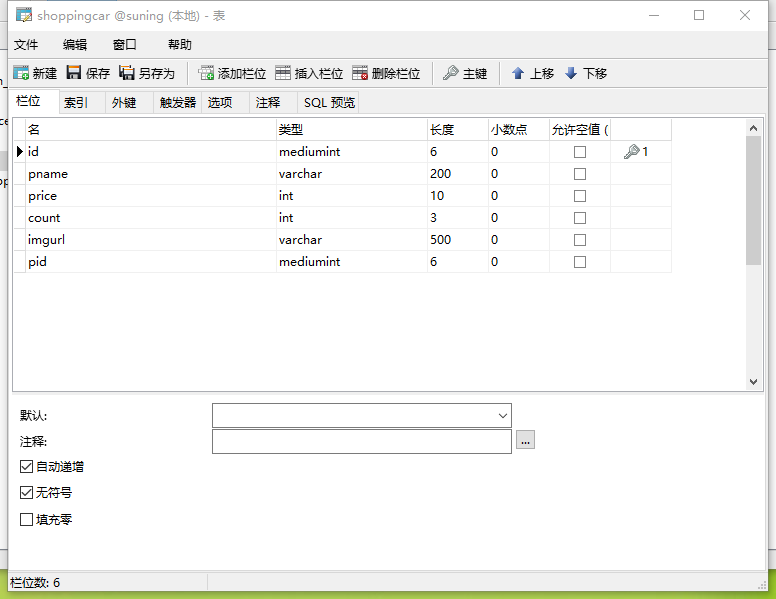 shoppingcar @suning (本地) - 表
文件 编辑 窗口 帮助
新建 保存 另存为 添加栏位 插入栏位 删除栏位 主键 上移 下移
栏位 索引 外键 触发器 选项 注释 SQL 预览
名 类型 长度 小数点 允许空值 (
id mediumint 6 0 1
pname varchar 200 0
price int 10 0
count int 3 0
imgurl varchar 500 0
pid mediumint 6 0
默认:
注释: ...
自动递增
无符号
填充零
栏位数: 6